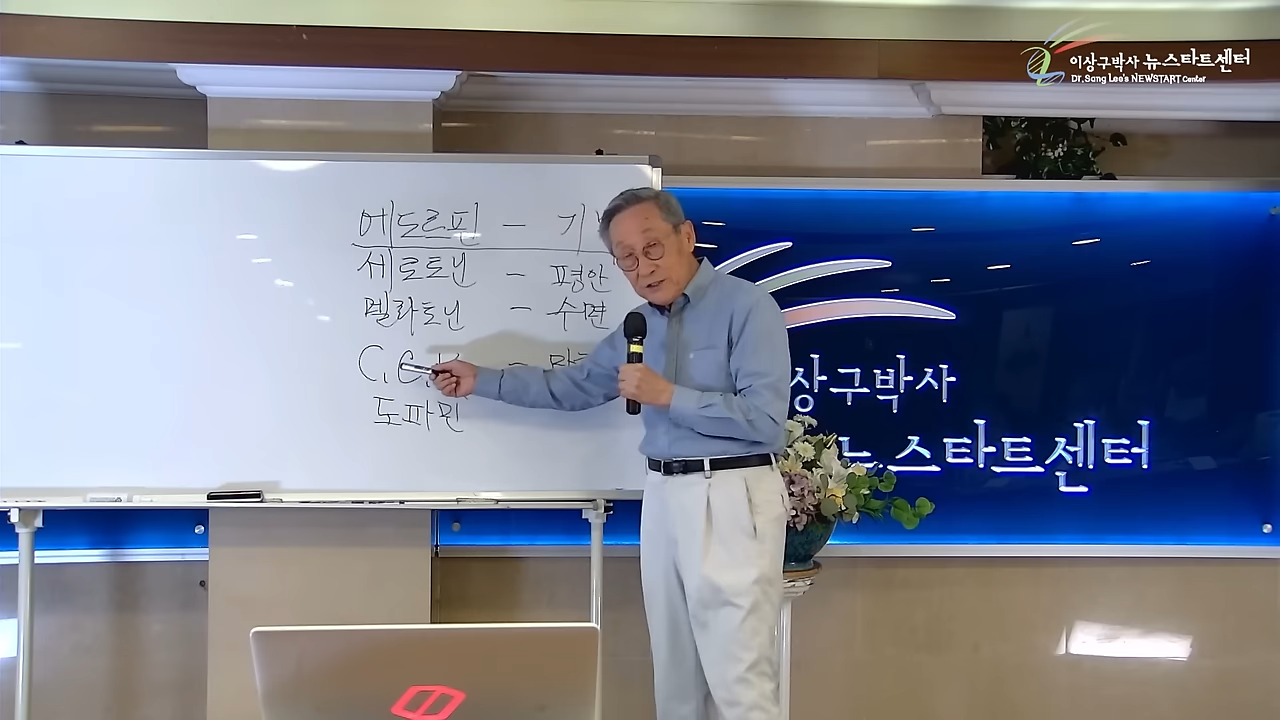 이상구박사 뉴스타트센터
Dr. Sang Lee's NEWSTART Center
에도르핀 - 기
세로토닌 - 평안
멜라토닌 - 수면
C.C.K -
도파민
상구박사
뉴스타트센터